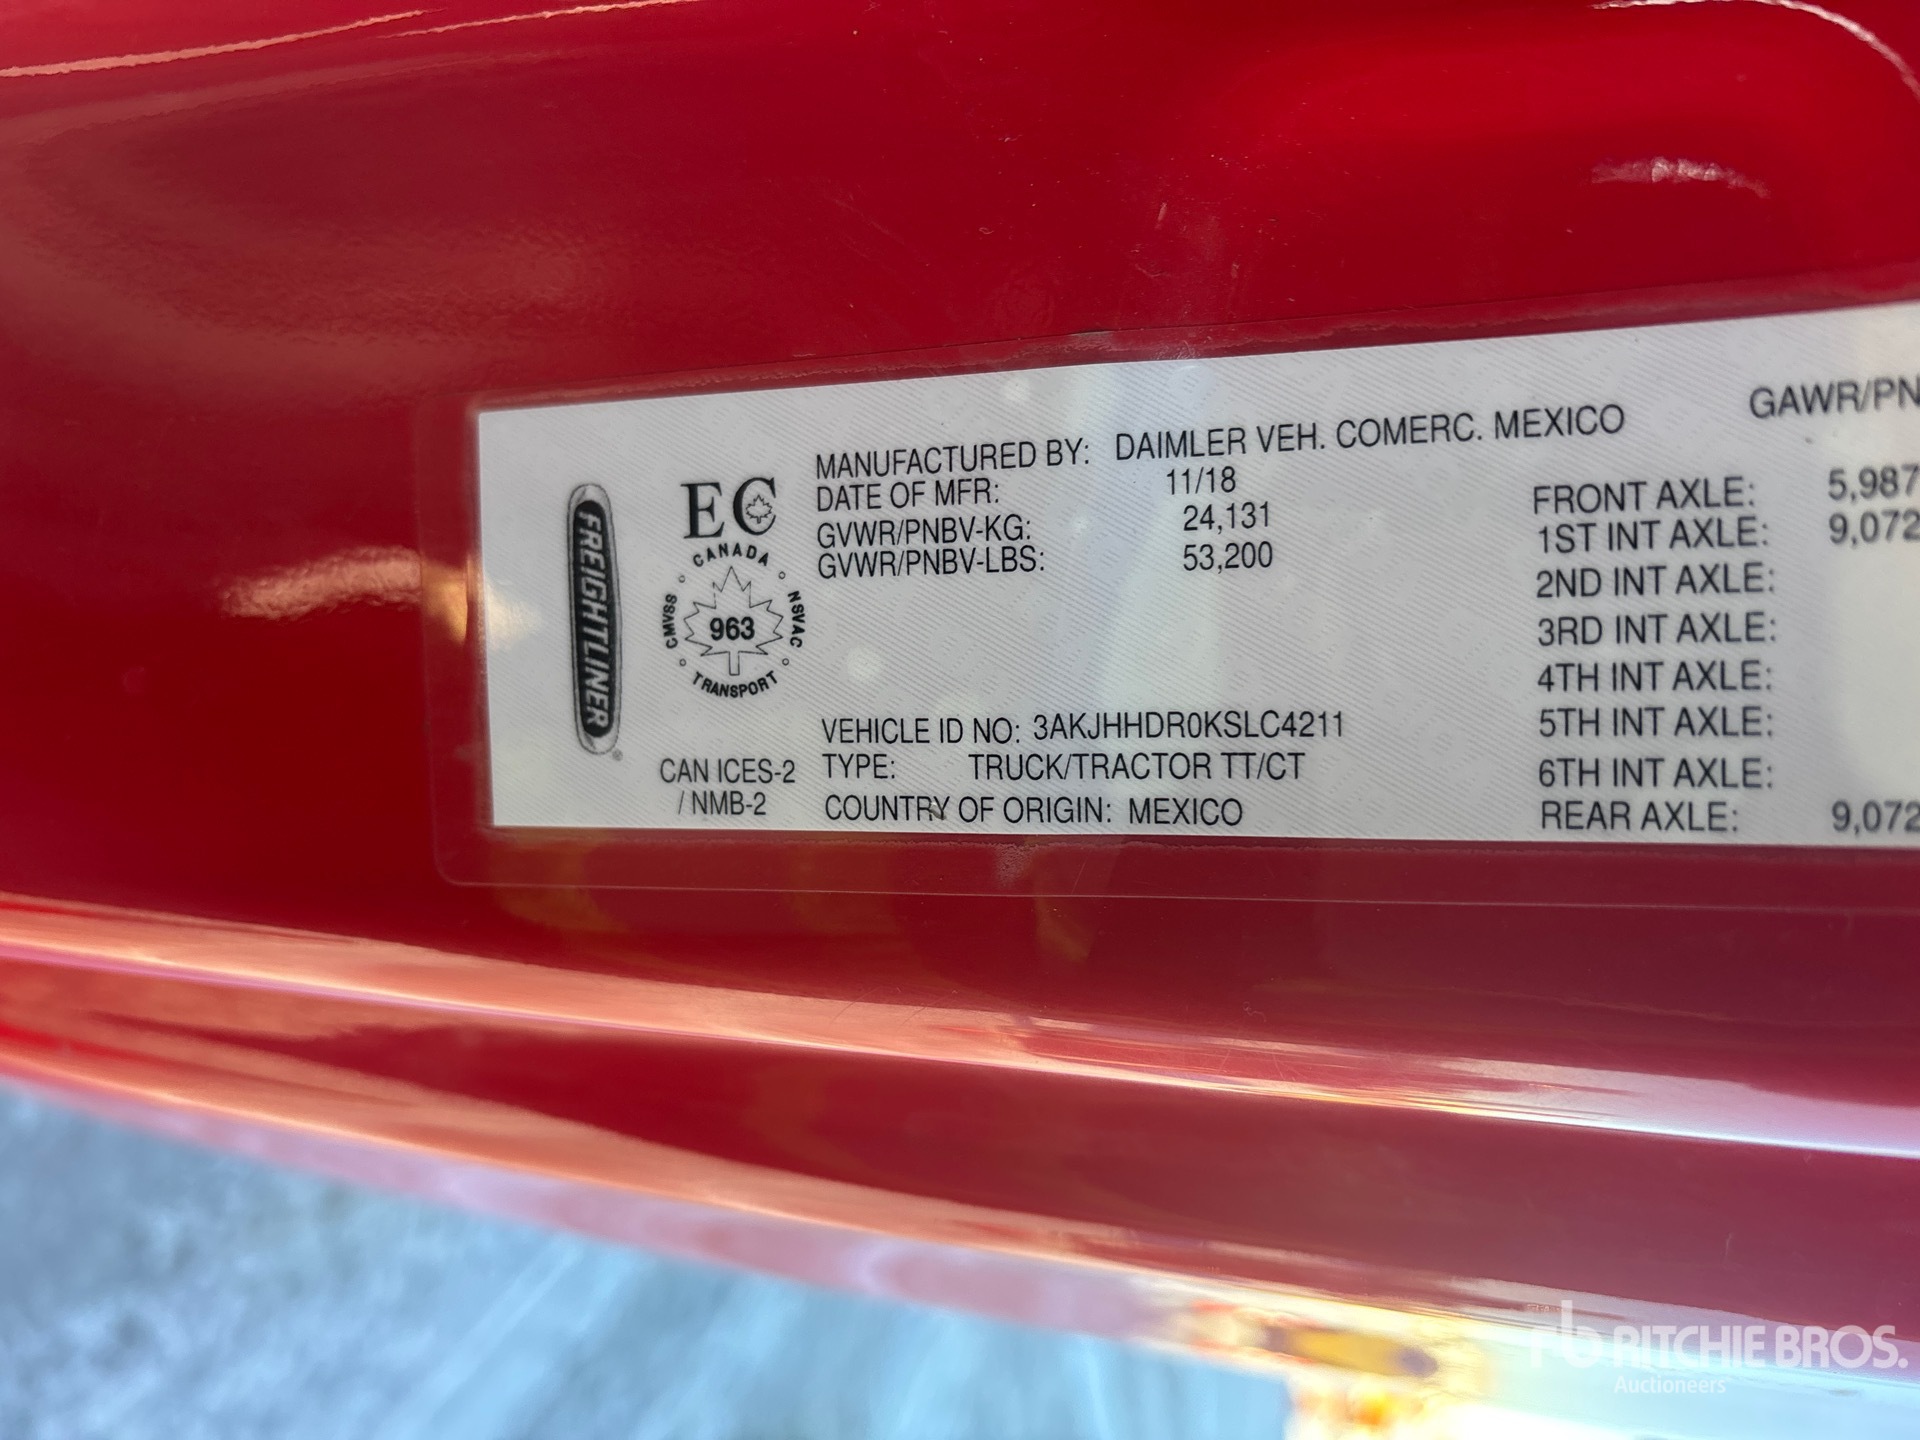 FREIGHTLINER
®
EC
CANADA
CMVSS
963
NSVAC
TRANSPORT
CAN ICES-2
/ NMB-2
MANUFACTURED BY: DAIMLER VEH. COMERC. MEXICO
DATE OF MFR: 11/18
GVWR/PNBV-KG: 24,131
GVWR/PNBV-LBS: 53,200
VEHICLE ID NO: 3AKJHHDR0KSLC4211
TYPE: TRUCK/TRACTOR TT/CT
COUNTRY OF ORIGIN: MEXICO
GAWR/PN
FRONT AXLE: 5,987
1ST INT AXLE: 9,072
2ND INT AXLE:
3RD INT AXLE:
4TH INT AXLE:
5TH INT AXLE:
6TH INT AXLE:
REAR AXLE: 9,072
rb RITCHIE BROS.
Auctioneers